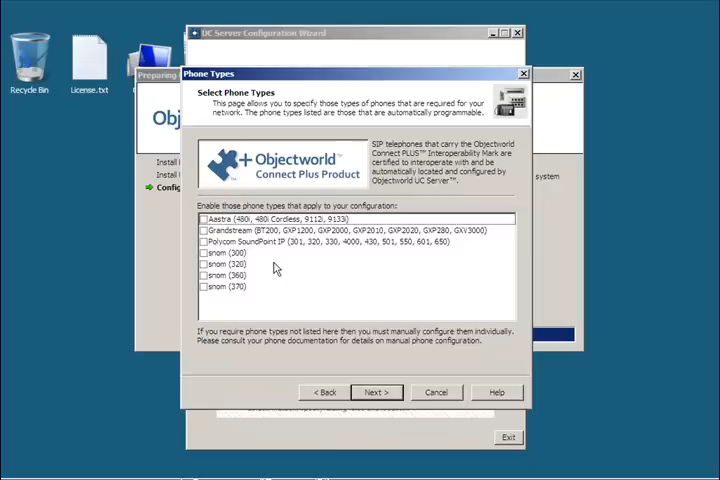 UC Server Configuration Wizard
Recycle Bin
License.txt
Preparing
Phone Types
Select Phone Types
This page allows you to specify those types of phones that are required for your
network. The phone types listed are those that are automatically programmable.
Obj
Objectworld™
Connect Plus Product
SIP telephones that carry the Objectworld
Connect PLUS™ Interoperability Mark are
certified to interoperate with and be
automatically located and configured by
Objectworld UC Server™.
Install
Install
Config
system
Enable those phone types that apply to your configuration:
Aastra (480i, 480i Cordless, 9112i, 9133i)
Grandstream (BT200, GXP1200, GXP2000, GXP2010, GXP2020, GXP280, GXV3000)
Polycom SoundPoint IP (301, 320, 330, 4000, 430, 501, 550, 601, 650)
snom (300)
snom (320)
snom (360)
snom (370)
If you require phone types not listed here then you must manually configure them individually.
Please consult your phone documentation for details on manual phone configuration.
< Back
Next >
Cancel
Help
Exit